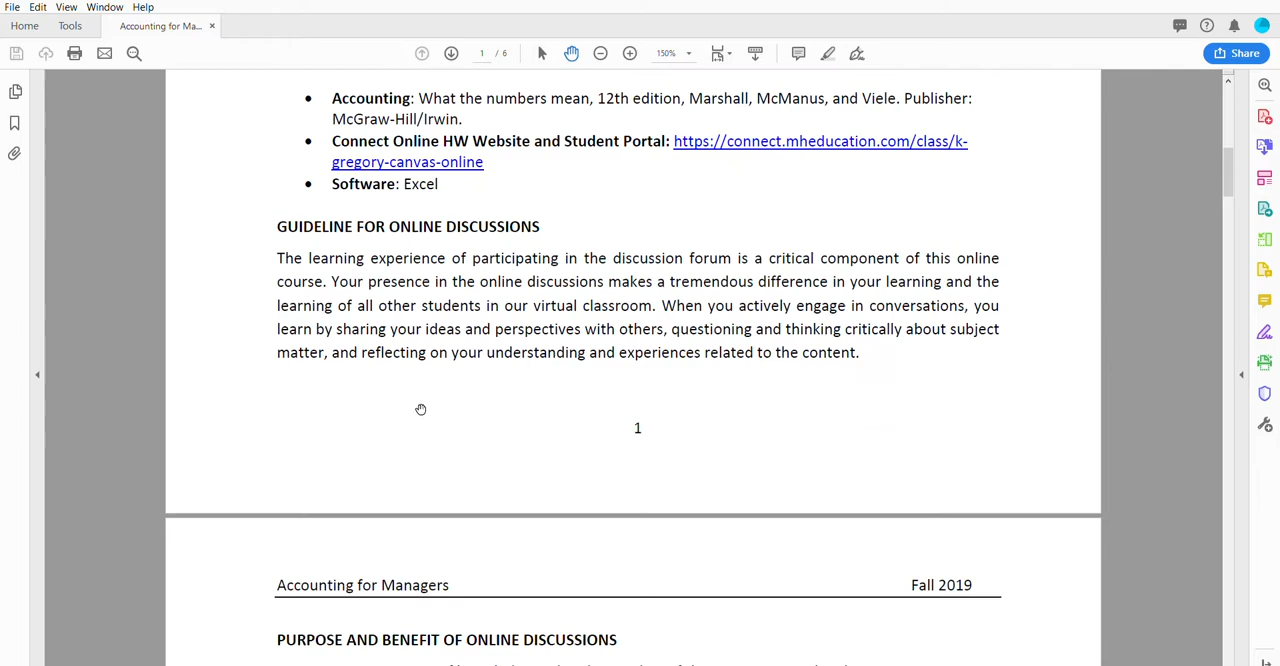 File Edit View Window Help
Home Tools Accounting for Ma... ×
1 / 6 150% Share
• Accounting: What the numbers mean, 12th edition, Marshall, McManus, and Viele. Publisher:
McGraw-Hill/Irwin.
• Connect Online HW Website and Student Portal: https://connect.mheducation.com/class/k-
gregory-canvas-online
• Software: Excel
GUIDELINE FOR ONLINE DISCUSSIONS
The learning experience of participating in the discussion forum is a critical component of this online
course. Your presence in the online discussions makes a tremendous difference in your learning and the
learning of all other students in our virtual classroom. When you actively engage in conversations, you
learn by sharing your ideas and perspectives with others, questioning and thinking critically about subject
matter, and reflecting on your understanding and experiences related to the content.
1
Accounting for Managers Fall 2019
PURPOSE AND BENEFIT OF ONLINE DISCUSSIONS